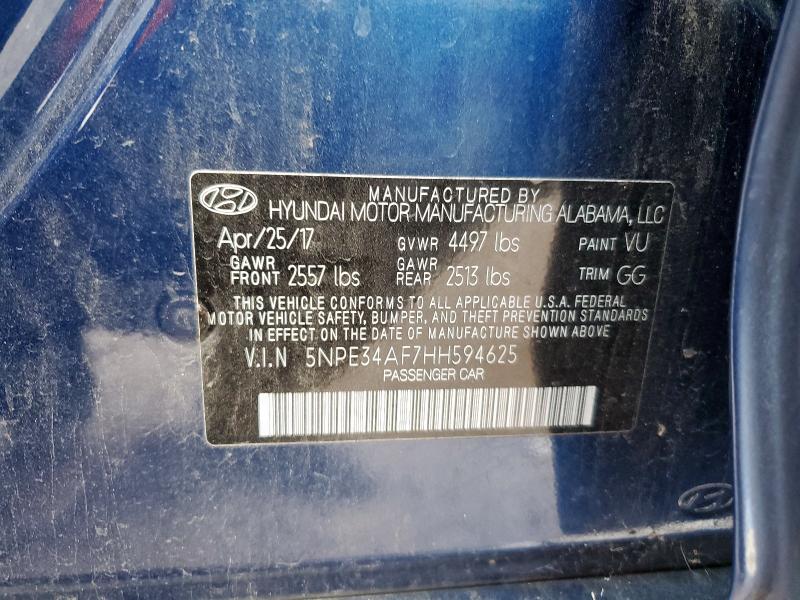 MANUFACTURED BY
HYUNDAI MOTOR MANUFACTURING ALABAMA, LLC
Apr/25/17 GVWR 4497 lbs PAINT VU
GAWR FRONT 2557 lbs GAWR REAR 2513 lbs TRIM GG
THIS VEHICLE CONFORMS TO ALL APPLICABLE U.S.A. FEDERAL
MOTOR VEHICLE SAFETY, BUMPER, AND THEFT PREVENTION STANDARDS
IN EFFECT ON THE DATE OF MANUFACTURE SHOWN ABOVE
V.I.N 5NPE34AF7HH594625
PASSENGER CAR